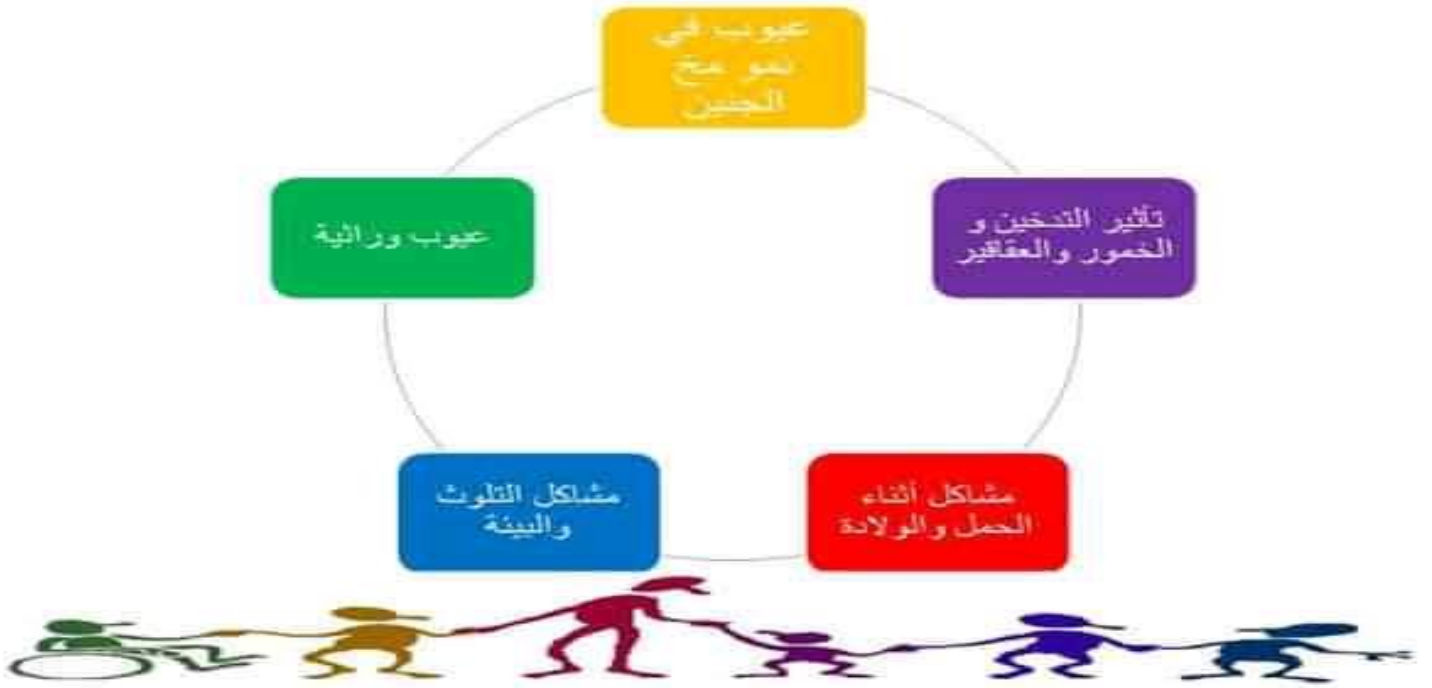 عيوب في
نمو مخ
الجنين
تأثير التدخين و
الخمور والعقاقير
مشاكل أثناء
الحمل والولادة
مشاكل التلوث
والبيئة
عيوب وراثية